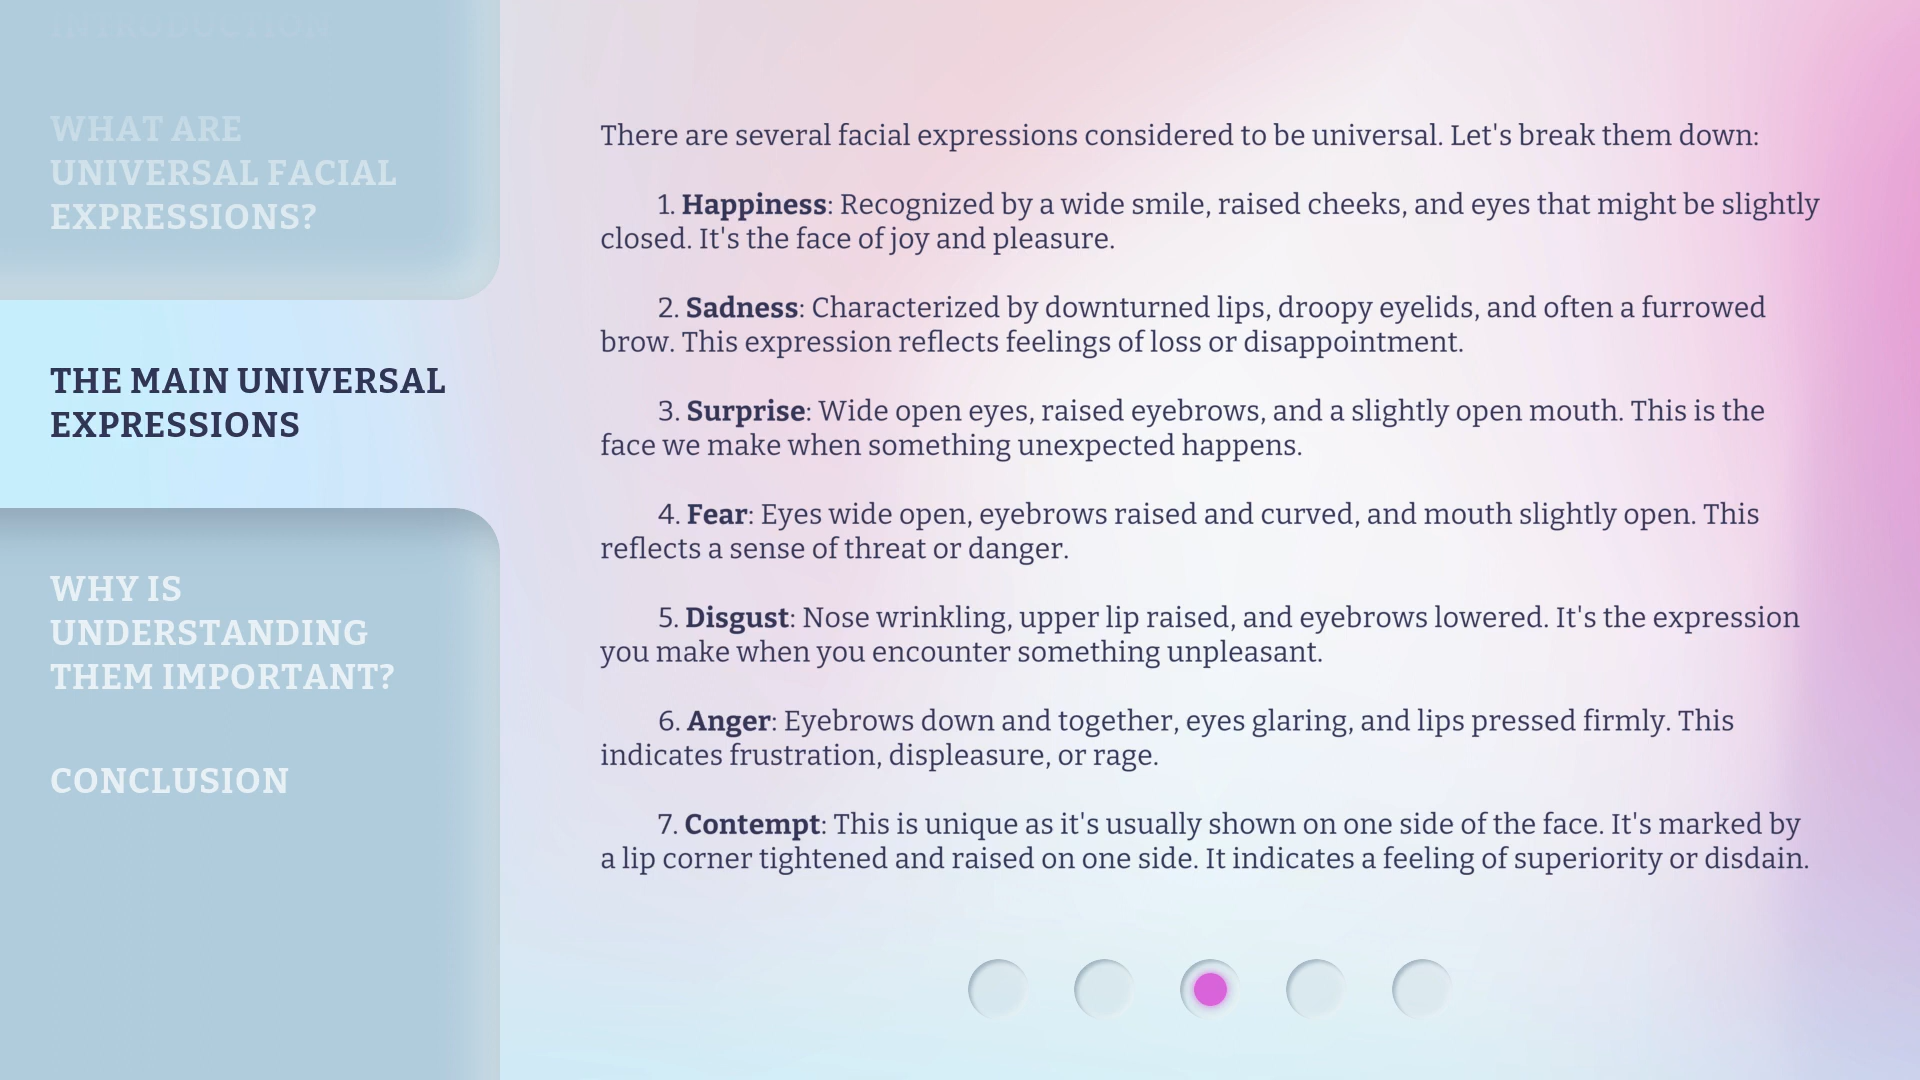 INTRODUCTION
WHAT ARE
UNIVERSAL FACIAL
EXPRESSIONS?
THE MAIN UNIVERSAL
EXPRESSIONS
WHY IS
UNDERSTANDING
THEM IMPORTANT?
CONCLUSION
There are several facial expressions considered to be universal. Let's break them down:
1. Happiness: Recognized by a wide smile, raised cheeks, and eyes that might be slightly
closed. It's the face of joy and pleasure.
2. Sadness: Characterized by downturned lips, droopy eyelids, and often a furrowed
brow. This expression reflects feelings of loss or disappointment.
3. Surprise: Wide open eyes, raised eyebrows, and a slightly open mouth. This is the
face we make when something unexpected happens.
4. Fear: Eyes wide open, eyebrows raised and curved, and mouth slightly open. This
reflects a sense of threat or danger.
5. Disgust: Nose wrinkling, upper lip raised, and eyebrows lowered. It's the expression
you make when you encounter something unpleasant.
6. Anger: Eyebrows down and together, eyes glaring, and lips pressed firmly. This
indicates frustration, displeasure, or rage.
7. Contempt: This is unique as it's usually shown on one side of the face. It's marked by
a lip corner tightened and raised on one side. It indicates a feeling of superiority or disdain.